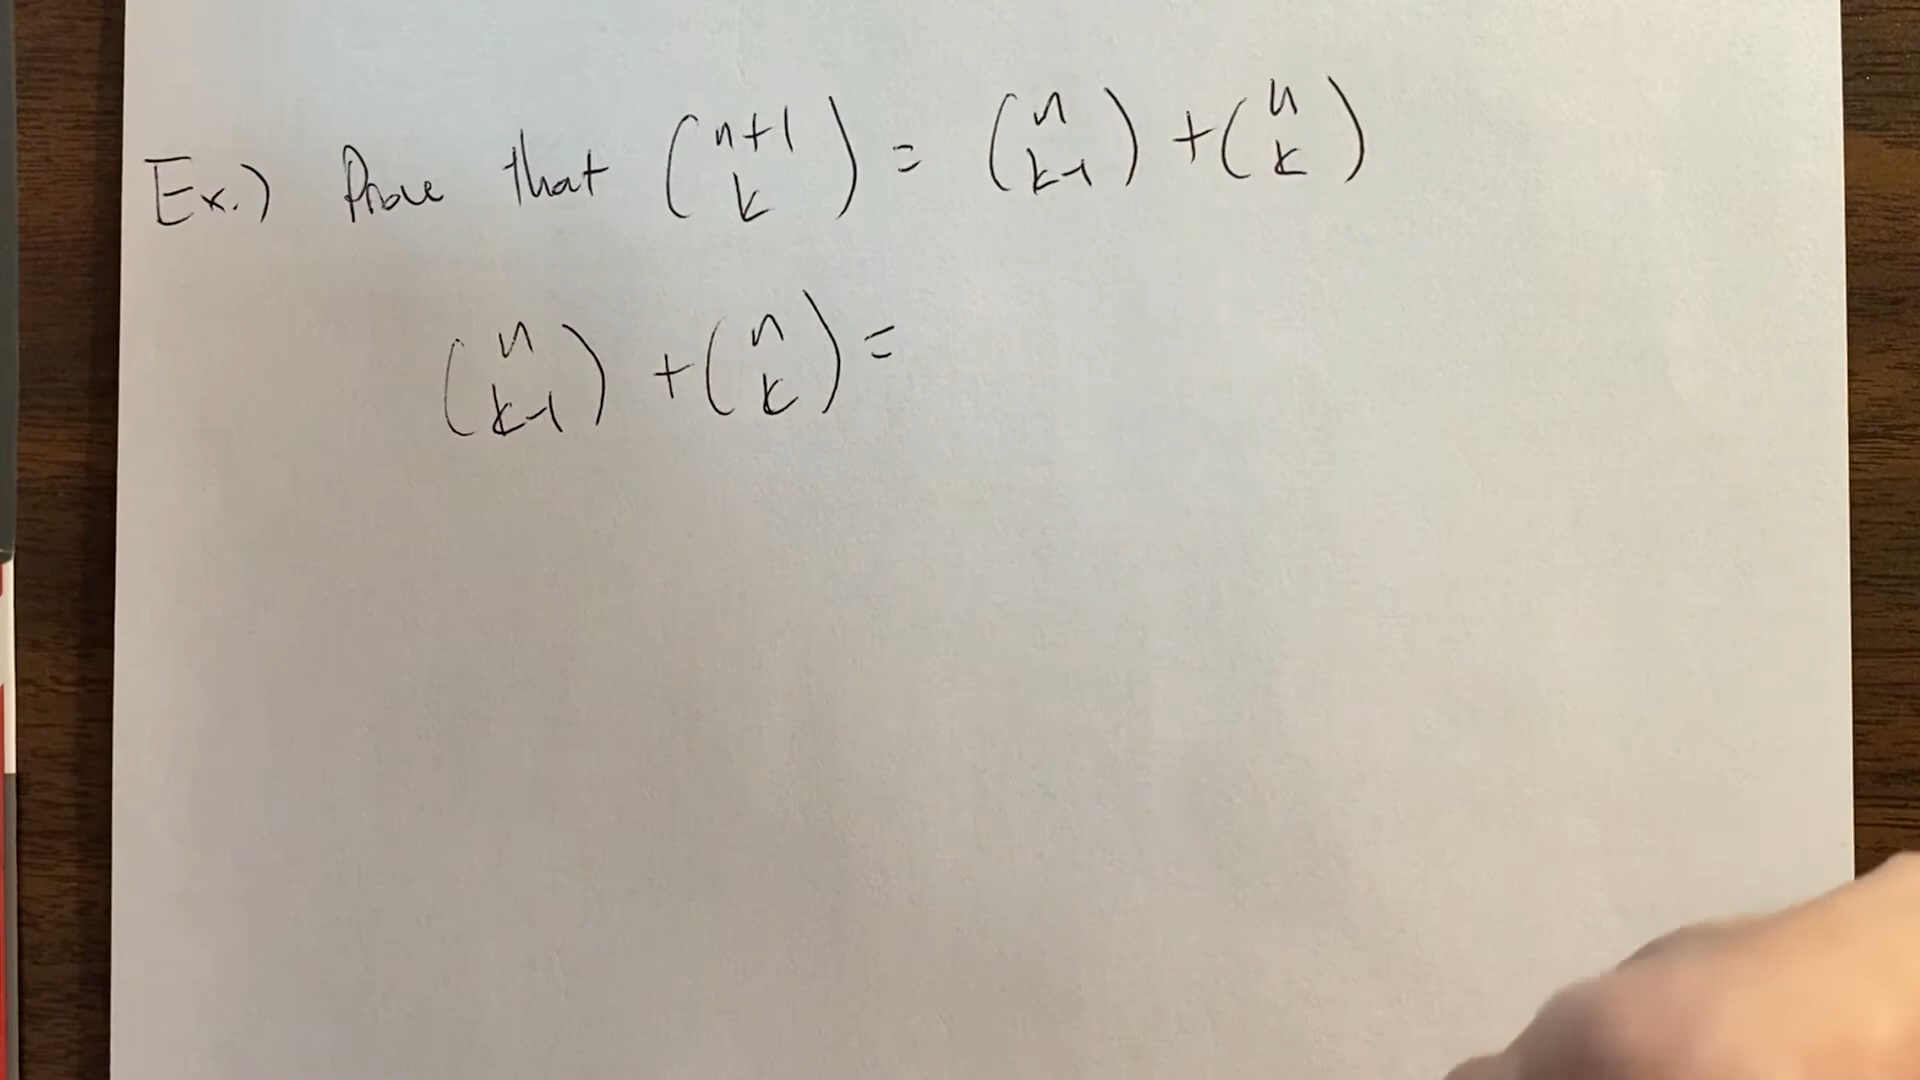 Ex.) Prove that (n+1 k) = (n k-1) + (n k)
(n k-1) + (n k) =